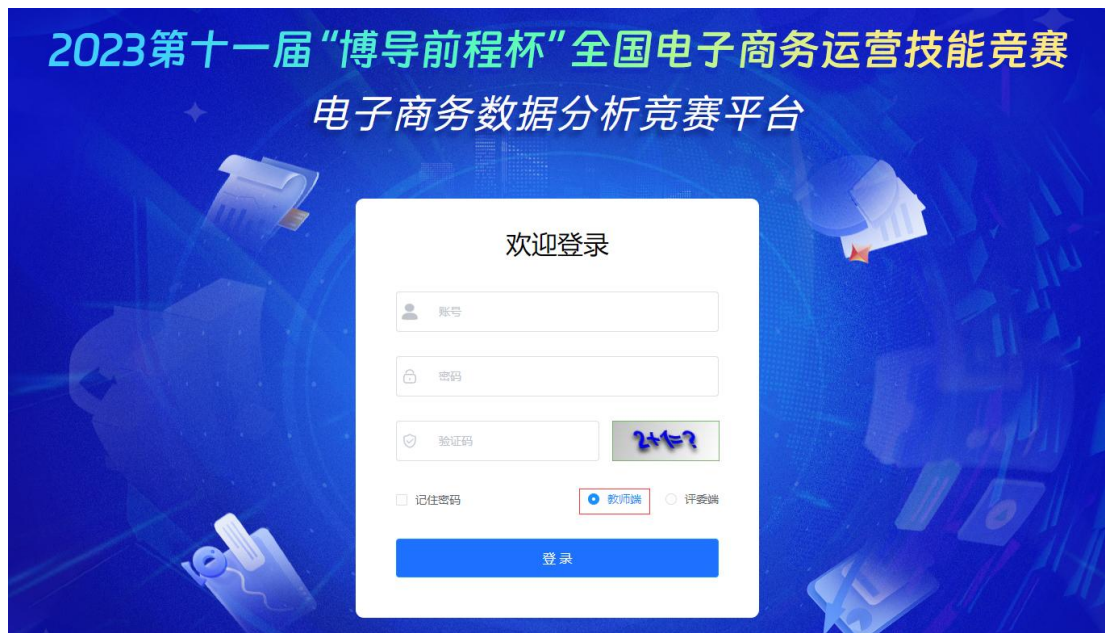 2023第十一届“博导前程杯”全国电子商务运营技能竞赛
电子商务数据分析竞赛平台
欢迎登录
账号
密码
验证码
2+1=?
记住密码 教师端 评委端
登录